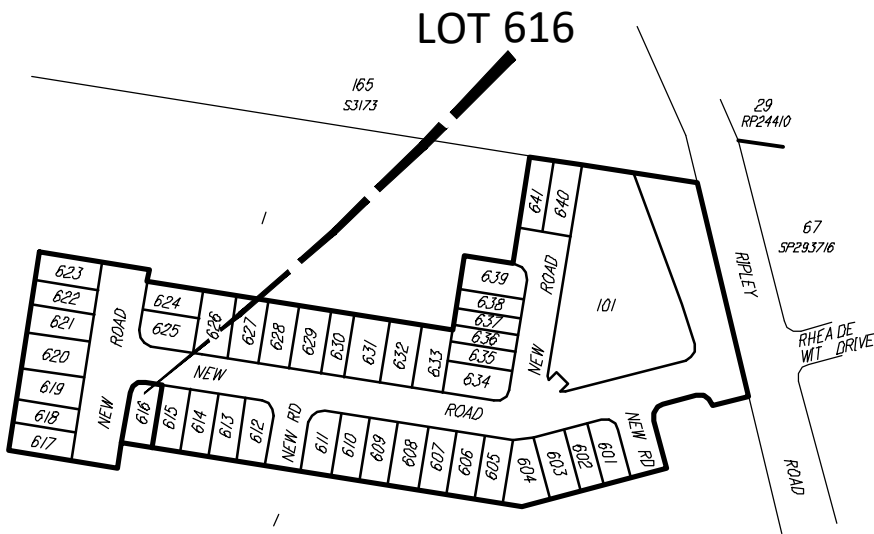 LOT 616
165
S3173
29
RP24410
641
640
67
SP293716
1
RIPLEY
623
639
ROAD
622
624
638
101
621
ROAD
625
626
627
628
629
630
631
632
633
637
636
RHEA DE
WIT DRIVE
620
635
NEW
634
NEW
619
618
NEW
616
615
614
613
612
NEW RD
ROAD
617
611
610
609
608
607
606
605
604
603
602
601
NEW RD
ROAD
1